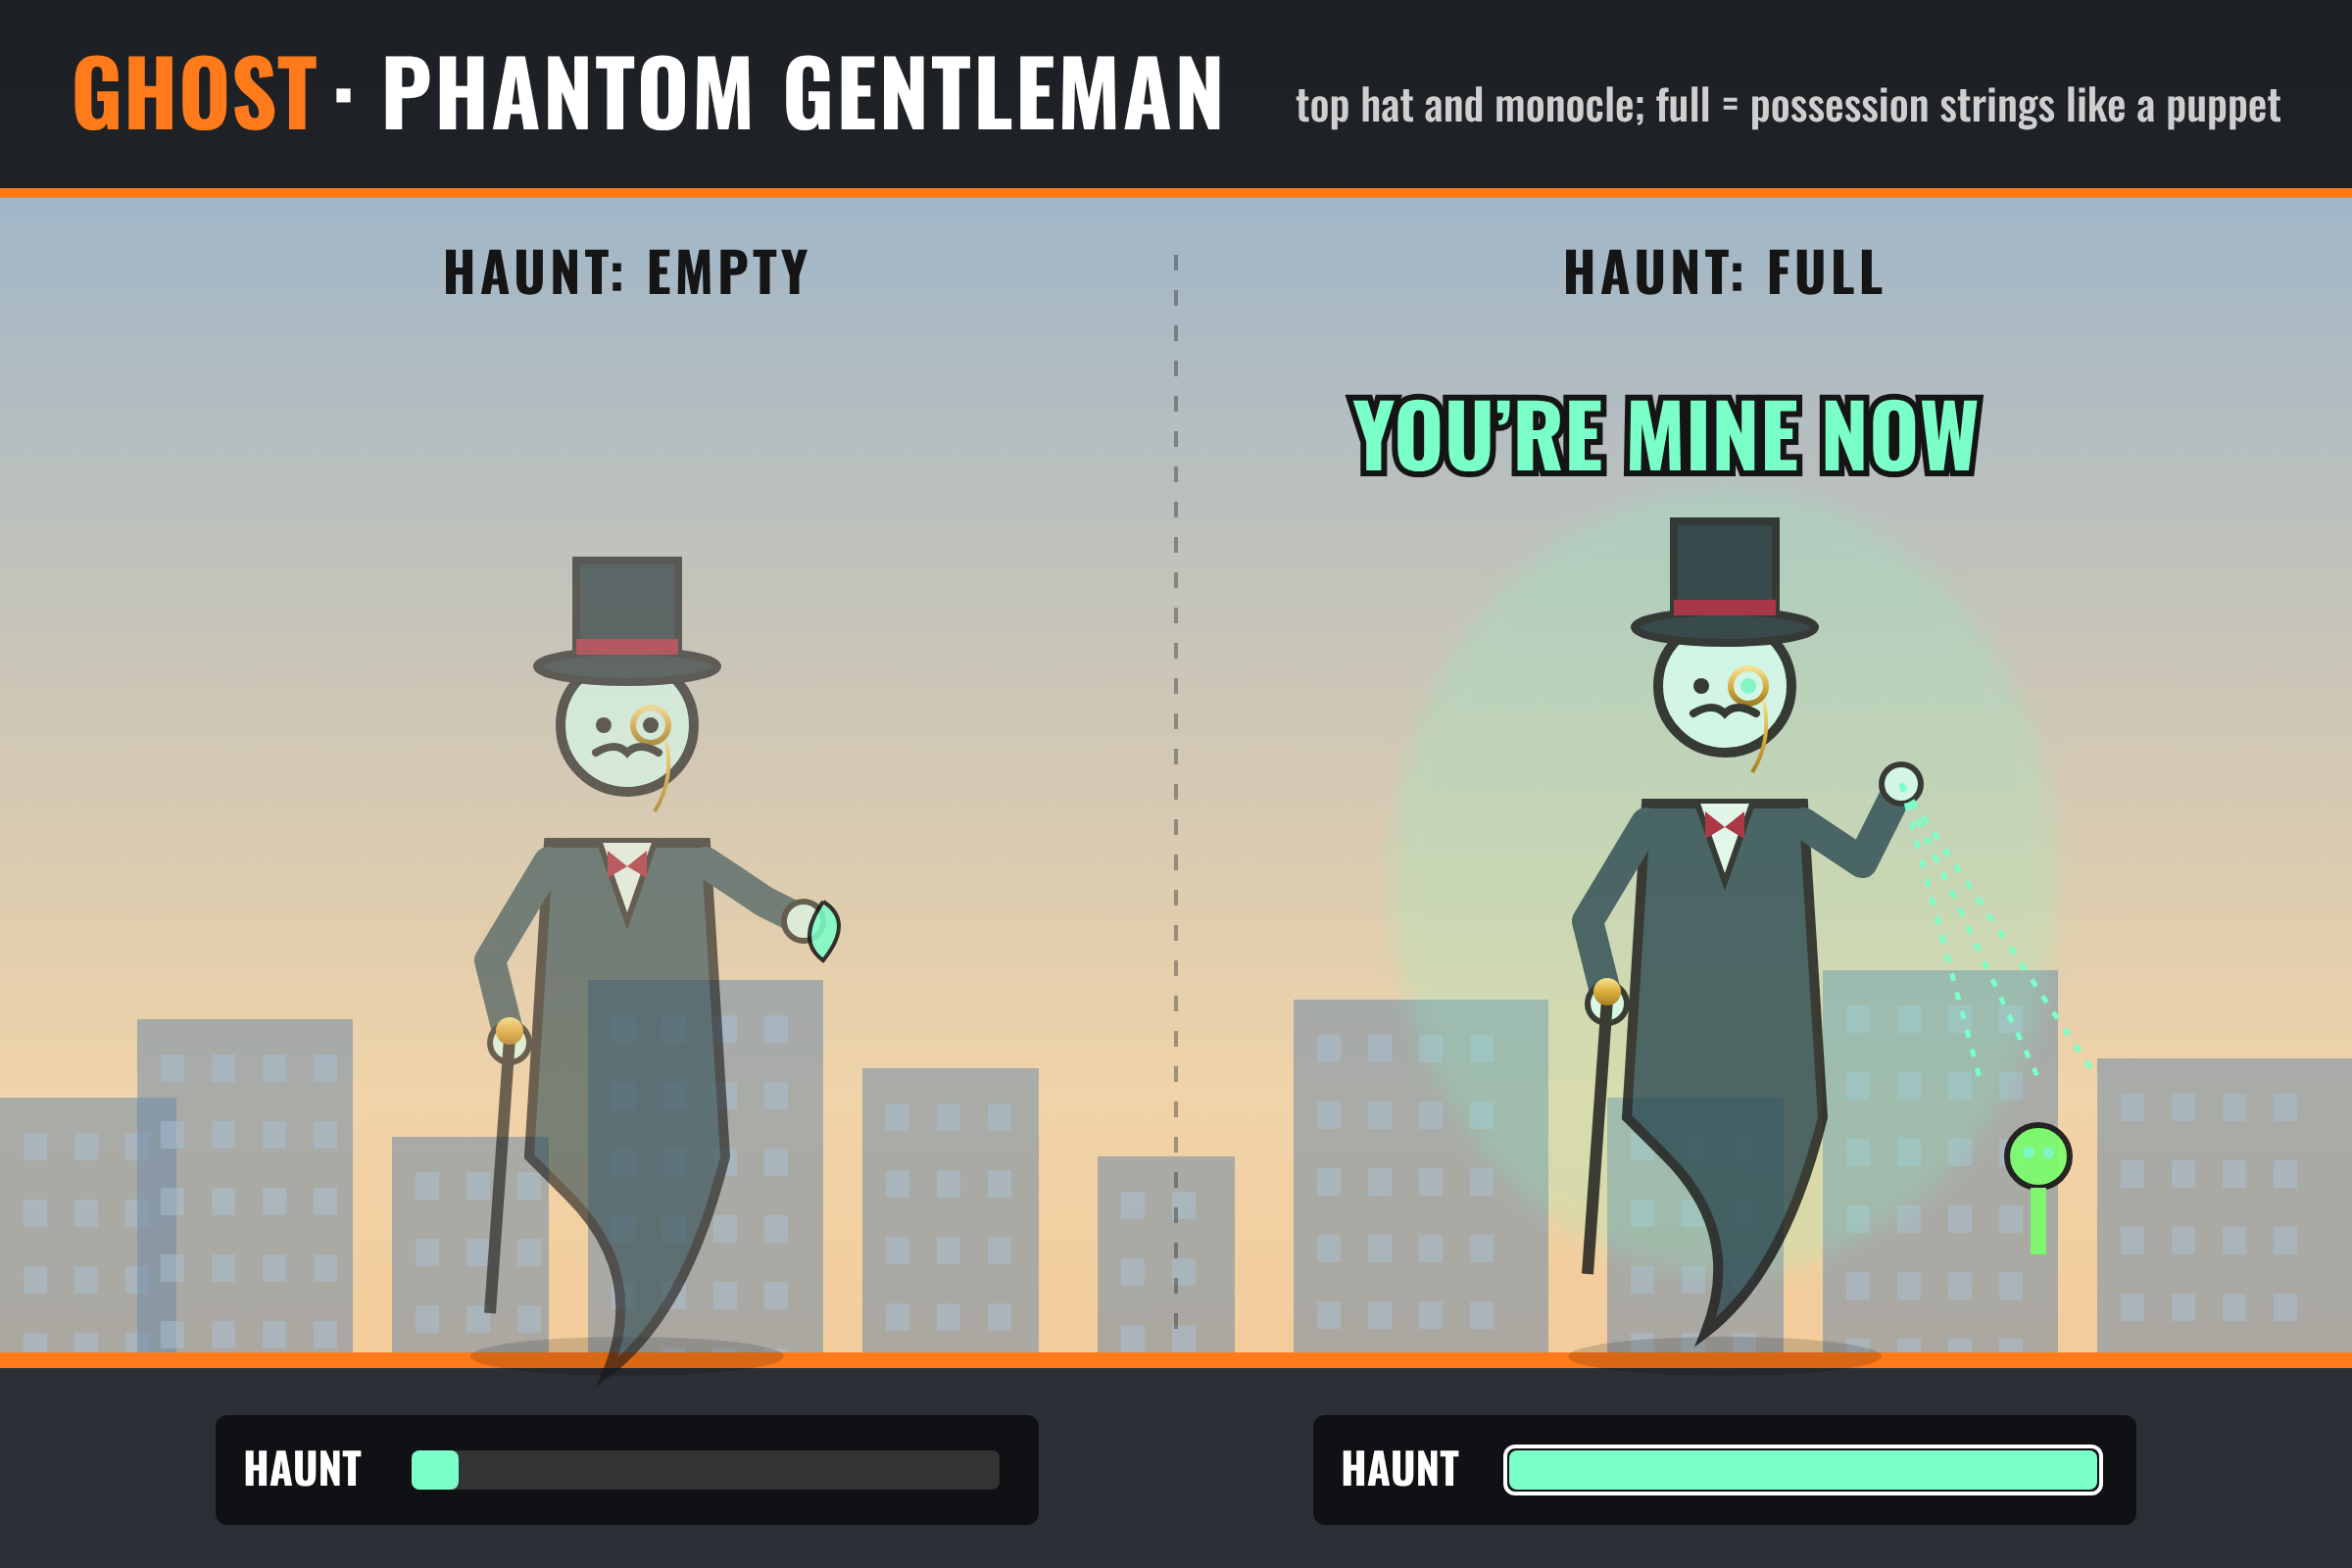 GHOST · PHANTOM GENTLEMAN
top hat and monocle; full = possession strings like a puppet
HAUNT: EMPTY
HAUNT: FULL
YOU’RE MINE NOW
HAUNT
HAUNT